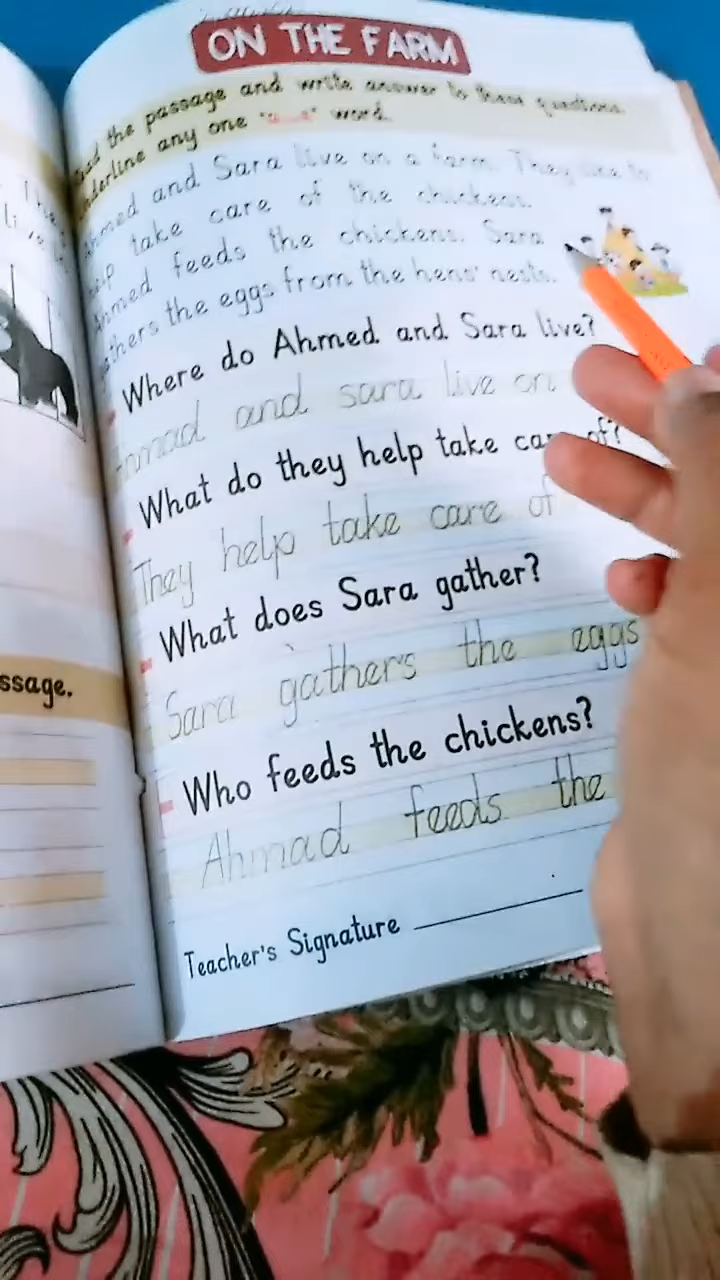 ON THE FARM
the passage and write answer to these questions.
underline any one word.
Ahmed and Sara live on a farm. They like to
help take care of the chickens.
Ahmed feeds the chickens. Sara
gathers the eggs from the hens' nests.
Where do Ahmed and Sara live?
Ahmad and sara live on
What do they help take care of?
They help take care of
What does Sara gather?
Sara gathers the eggs
Who feeds the chickens?
Ahmad feeds the
Teacher's Signature
ssage.